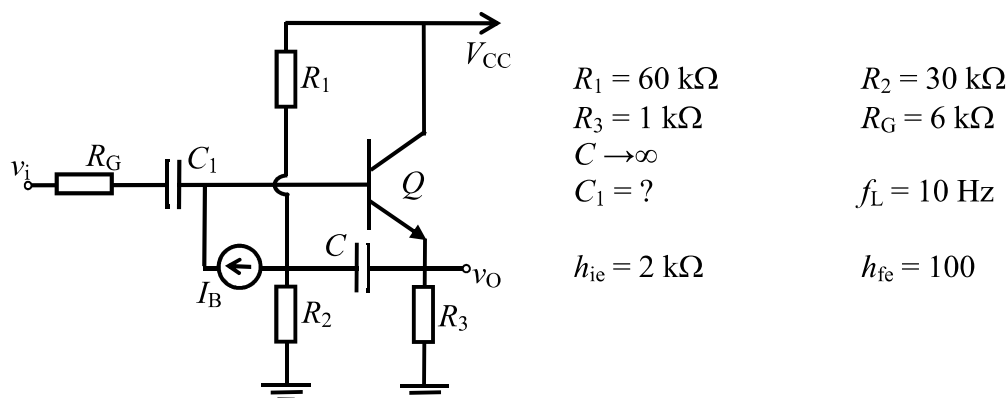 V_CC
R_1
v_i R_G C_1
Q
C
v_O
I_B R_2 R_3
R_1 = 60 kΩ R_2 = 30 kΩ
R_3 = 1 kΩ R_G = 6 kΩ
C →∞
C_1 = ? f_L = 10 Hz
h_ie = 2 kΩ h_fe = 100